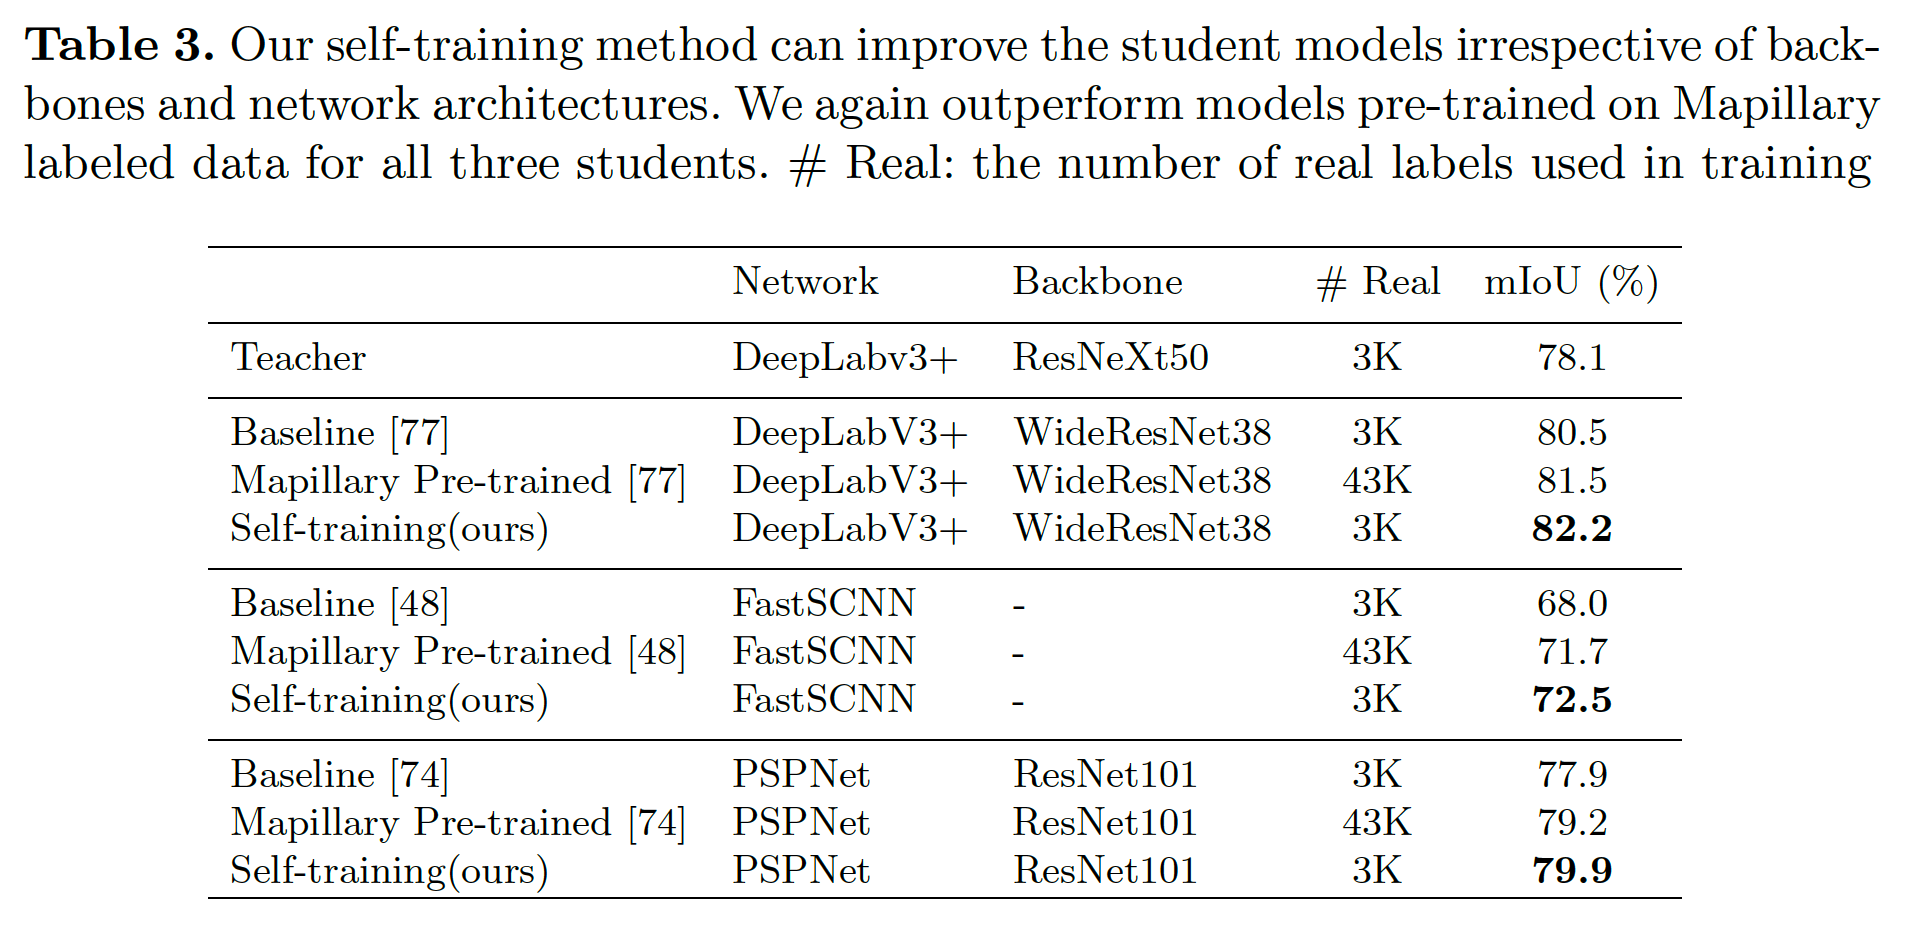 Table 3. Our self-training method can improve the student models irrespective of back-
bones and network architectures. We again outperform models pre-trained on Mapillary
labeled data for all three students. # Real: the number of real labels used in training
Network Backbone # Real mIoU (%)
Teacher DeepLabv3+ ResNeXt50 3K 78.1
Baseline [77] DeepLabV3+ WideResNet38 3K 80.5
Mapillary Pre-trained [77] DeepLabV3+ WideResNet38 43K 81.5
Self-training(ours) DeepLabV3+ WideResNet38 3K 82.2
Baseline [48] FastSCNN - 3K 68.0
Mapillary Pre-trained [48] FastSCNN - 43K 71.7
Self-training(ours) FastSCNN - 3K 72.5
Baseline [74] PSPNet ResNet101 3K 77.9
Mapillary Pre-trained [74] PSPNet ResNet101 43K 79.2
Self-training(ours) PSPNet ResNet101 3K 79.9